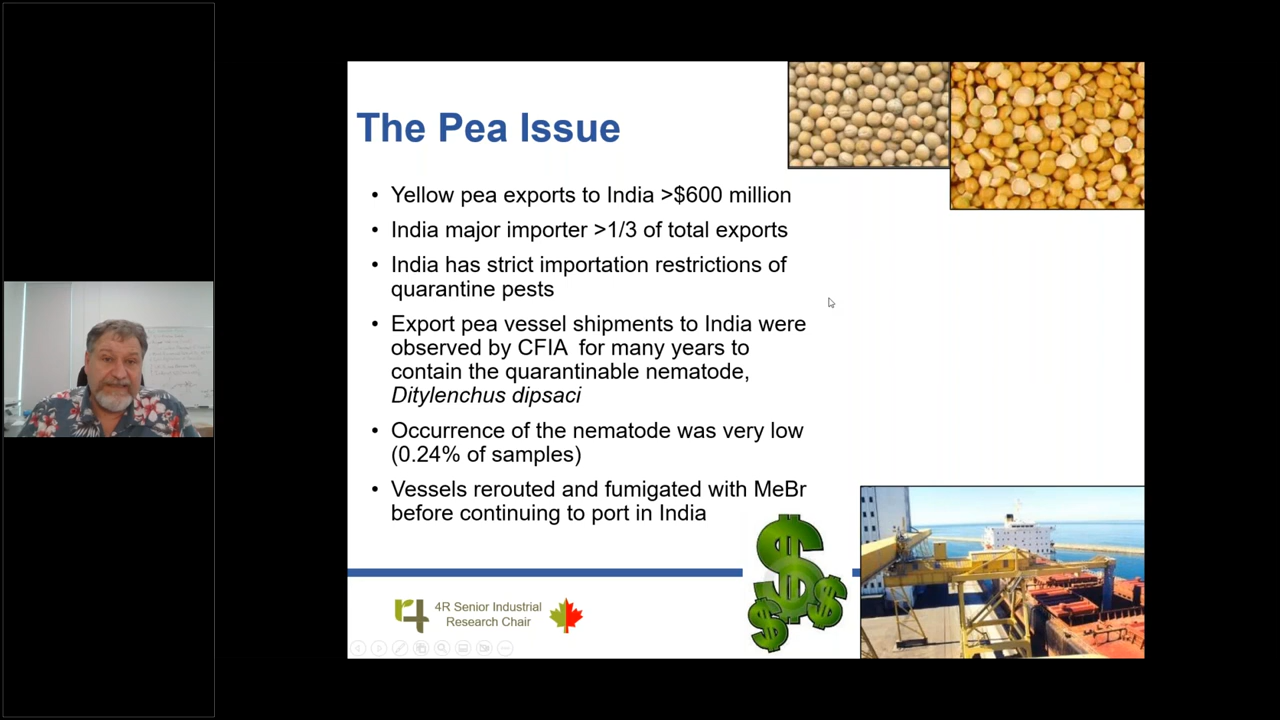 The Pea Issue
• Yellow pea exports to India >$600 million
• India major importer >1/3 of total exports
• India has strict importation restrictions of
quarantine pests
• Export pea vessel shipments to India were
observed by CFIA  for many years to
contain the quarantinable nematode,
Ditylenchus dipsaci
• Occurrence of the nematode was very low
(0.24% of samples)
• Vessels rerouted and fumigated with MeBr
before continuing to port in India
r4 4R Senior Industrial
Research Chair